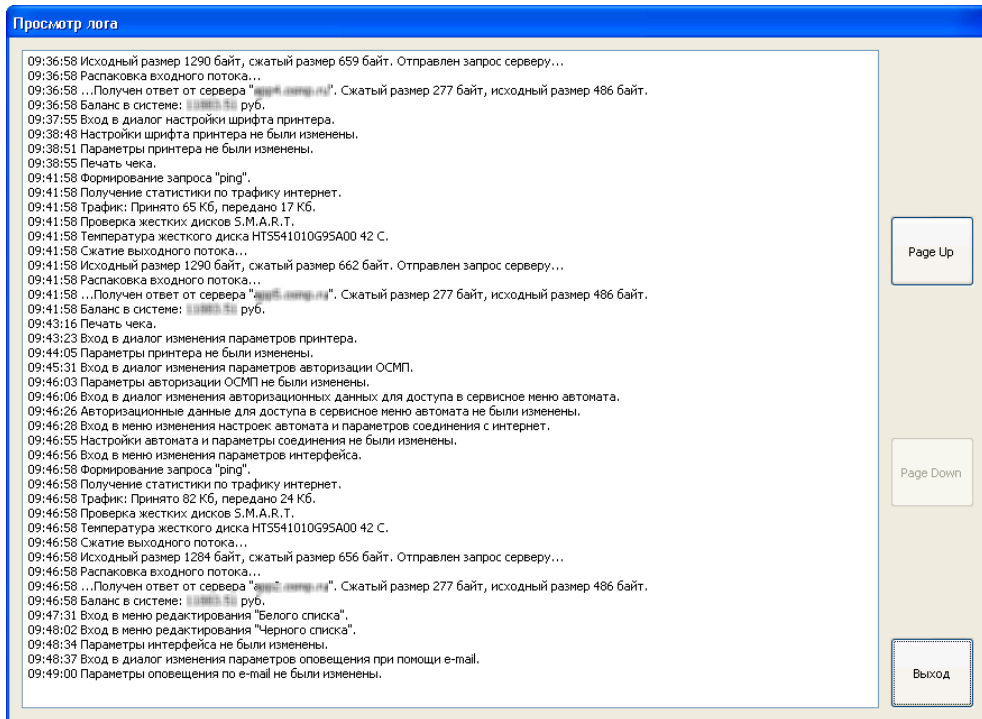 Просмотр лога
09:36:58 Исходный размер 1290 байт, сжатый размер 659 байт. Отправлен запрос серверу...
09:36:58 Распаковка входного потока...
09:36:58 ...Получен ответ от сервера "". Сжатый размер 277 байт, исходный размер 486 байт.
09:36:58 Баланс в системе: руб.
09:37:55 Вход в диалог настройки шрифта принтера.
09:38:48 Настройки шрифта принтера не были изменены.
09:38:51 Параметры принтера не были изменены.
09:38:55 Печать чека.
09:41:58 Формирование запроса "ping".
09:41:58 Получение статистики по трафику интернет.
09:41:58 Трафик: Принято 65 Кб, передано 17 Кб.
09:41:58 Проверка жестких дисков S.M.A.R.T.
09:41:58 Температура жесткого диска HTS541010G9SA00 42 C.
09:41:58 Сжатие выходного потока...
09:41:58 Исходный размер 1290 байт, сжатый размер 662 байт. Отправлен запрос серверу...
09:41:58 Распаковка входного потока...
09:41:58 ...Получен ответ от сервера "". Сжатый размер 277 байт, исходный размер 486 байт.
09:41:58 Баланс в системе: руб.
09:43:16 Печать чека.
09:43:23 Вход в диалог изменения параметров принтера.
09:44:05 Параметры принтера не были изменены.
09:45:31 Вход в диалог изменения параметров авторизации ОСМП.
09:46:03 Параметры авторизации ОСМП не были изменены.
09:46:06 Вход в диалог изменения авторизационных данных для доступа в сервисное меню автомата.
09:46:26 Авторизационные данные для доступа в сервисное меню автомата не были изменены.
09:46:28 Вход в меню изменения настроек автомата и параметров соединения с интернет.
09:46:55 Настройки автомата и параметры соединения не были изменены.
09:46:56 Вход в меню изменения параметров интерфейса.
09:46:58 Формирование запроса "ping".
09:46:58 Получение статистики по трафику интернет.
09:46:58 Трафик: Принято 82 Кб, передано 24 Кб.
09:46:58 Проверка жестких дисков S.M.A.R.T.
09:46:58 Температура жесткого диска HTS541010G9SA00 42 C.
09:46:58 Сжатие выходного потока...
09:46:58 Исходный размер 1284 байт, сжатый размер 656 байт. Отправлен запрос серверу...
09:46:58 Распаковка входного потока...
09:46:58 ...Получен ответ от сервера "". Сжатый размер 277 байт, исходный размер 486 байт.
09:46:58 Баланс в системе: руб.
09:47:31 Вход в меню редактирования "Белого списка".
09:48:02 Вход в меню редактирования "Черного списка".
09:48:34 Параметры интерфейса не были изменены.
09:48:37 Вход в диалог изменения параметров оповещения при помощи e-mail.
09:49:00 Параметры оповещения по e-mail не были изменены.
Page Up
Page Down
Выход